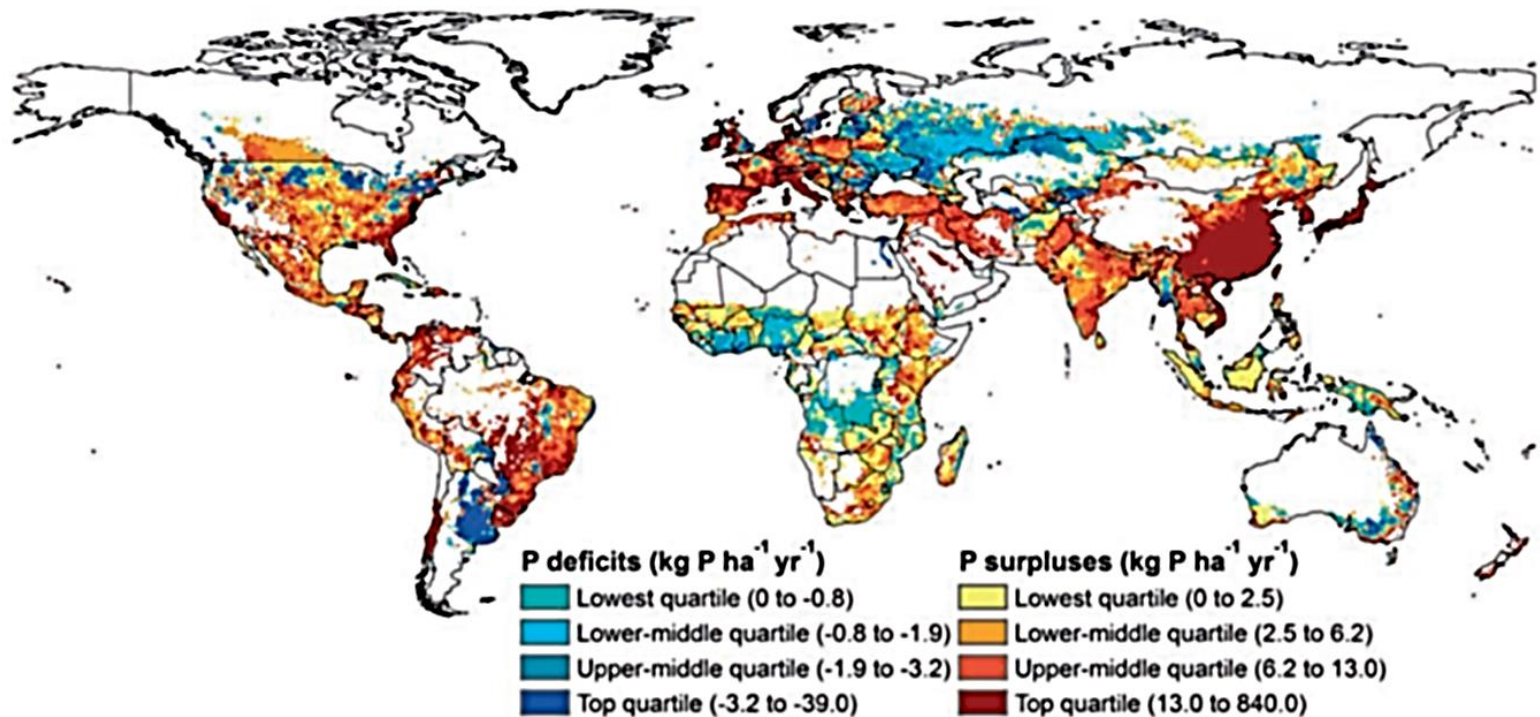 P deficits (kg P ha⁻¹ yr⁻¹)
Lowest quartile (0 to -0.8)
Lower-middle quartile (-0.8 to -1.9)
Upper-middle quartile (-1.9 to -3.2)
Top quartile (-3.2 to -39.0)
P surpluses (kg P ha⁻¹ yr⁻¹)
Lowest quartile (0 to 2.5)
Lower-middle quartile (2.5 to 6.2)
Upper-middle quartile (6.2 to 13.0)
Top quartile (13.0 to 840.0)